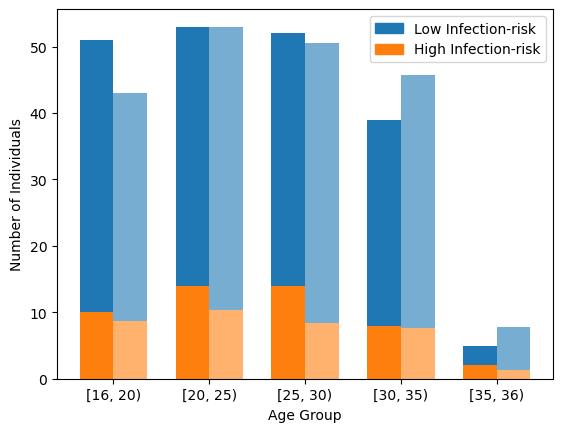 Low Infection-risk
High Infection-risk
Number of Individuals
50
40
30
20
10
0
[16, 20)
[20, 25)
[25, 30)
[30, 35)
[35, 36)
Age Group